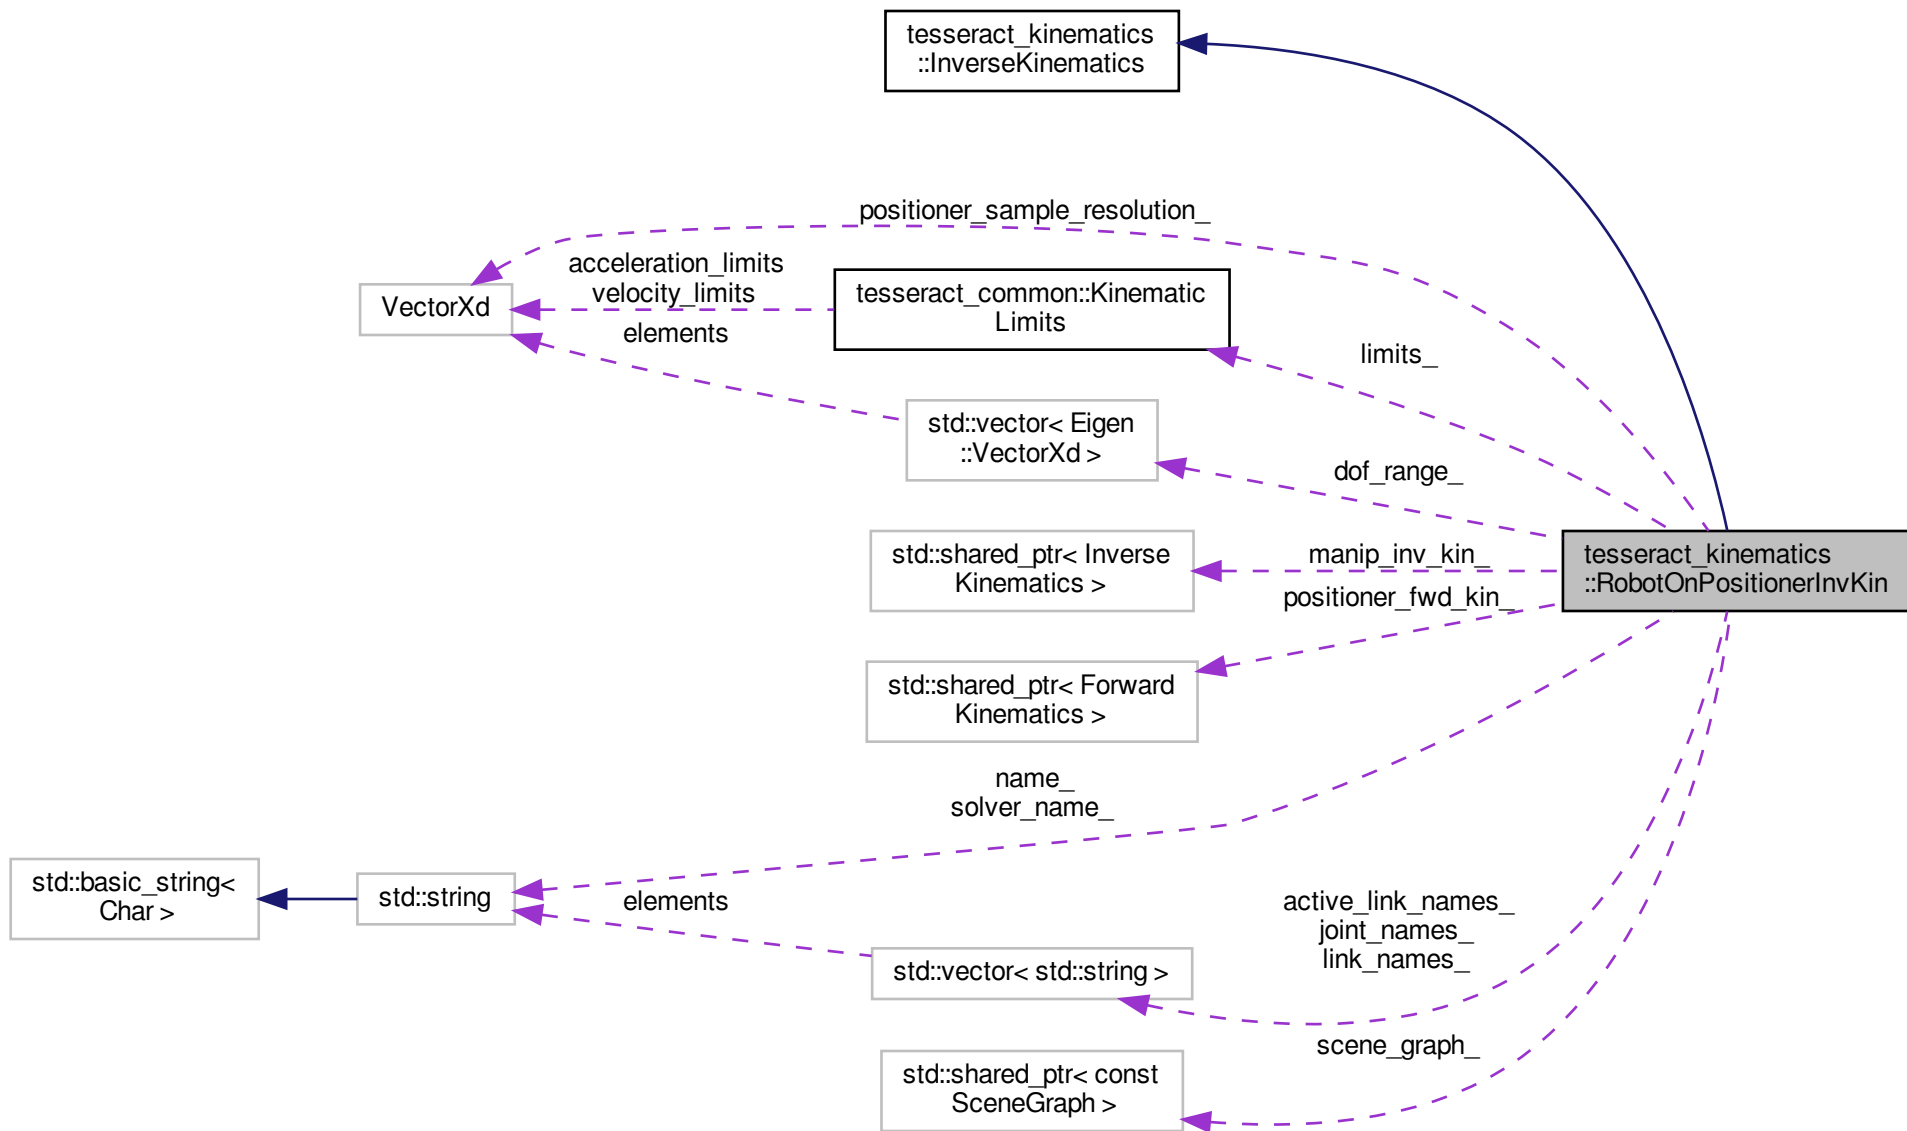 tesseract_kinematics
::InverseKinematics
positioner_sample_resolution_
acceleration_limits
velocity_limits
elements
VectorXd
tesseract_common::Kinematic
Limits
limits_
std::vector< Eigen
::VectorXd >
dof_range_
std::shared_ptr< Inverse
Kinematics >
manip_inv_kin_
tesseract_kinematics
::RobotOnPositionerInvKin
positioner_fwd_kin_
std::shared_ptr< Forward
Kinematics >
name_
solver_name_
std::basic_string<
Char >
std::string
elements
active_link_names_
joint_names_
link_names_
std::vector< std::string >
scene_graph_
std::shared_ptr< const
SceneGraph >